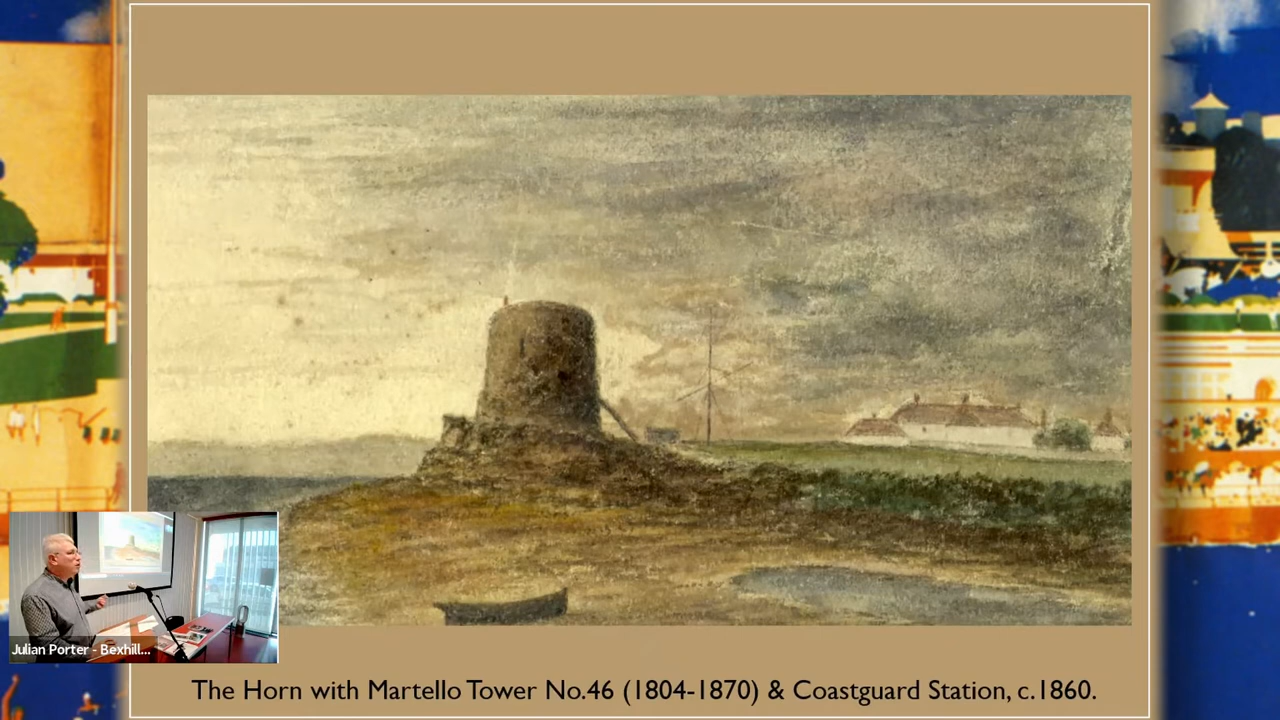 Julian Porter - Bexhill...
The Horn with Martello Tower No.46 (1804-1870) & Coastguard Station, c.1860.